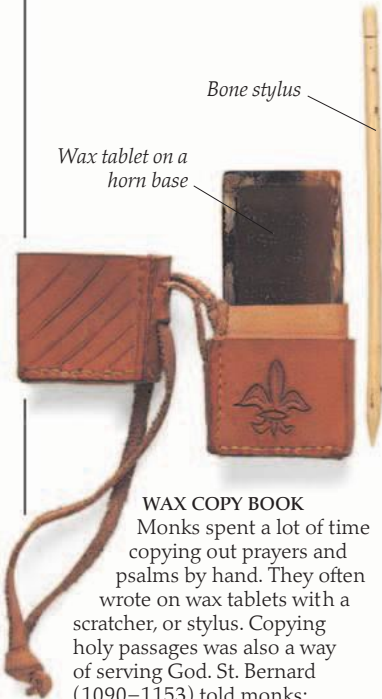 Bone stylus
Wax tablet on a
horn base
WAX COPY BOOK
Monks spent a lot of time
copying out prayers and
psalms by hand. They often
wrote on wax tablets with a
scratcher, or stylus. Copying
holy passages was also a way
of serving God. St. Bernard
(1090–1153) told monks: